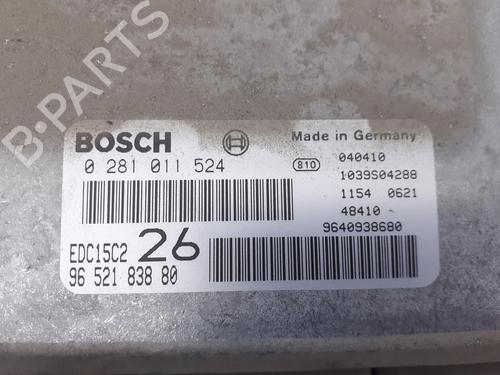 B-PARTS
BOSCH
Made in Germany
0 281 011 524
810
040410
1039S04288
1154 0621
48410
9640938680
EDC15C2 26
96 521 838 80